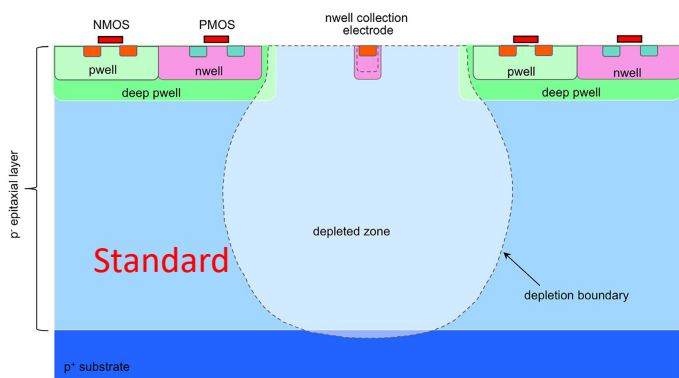 NMOS
PMOS
nwell collection
electrode
pwell
nwell
pwell
nwell
deep pwell
deep pwell
p⁻ epitaxial layer
depleted zone
Standard
depletion boundary
p⁺ substrate